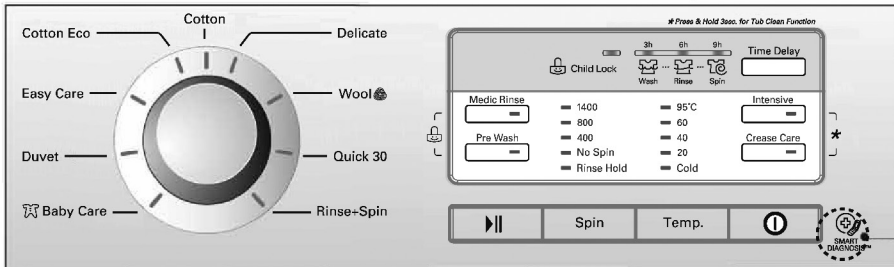 Cotton
Cotton Eco
Delicate
Easy Care
Wool
Duvet
Quick 30
Baby Care
Rinse+Spin
* Press & Hold 3sec. for Tub Clean Function
3h 6h 9h
Child Lock
Wash Rinse Spin
Time Delay
Medic Rinse
Pre Wash
1400
800
400
No Spin
Rinse Hold
95°C
60
40
20
Cold
Intensive
Crease Care
*
Spin
Temp.
SMART
DIAGNOSIS™